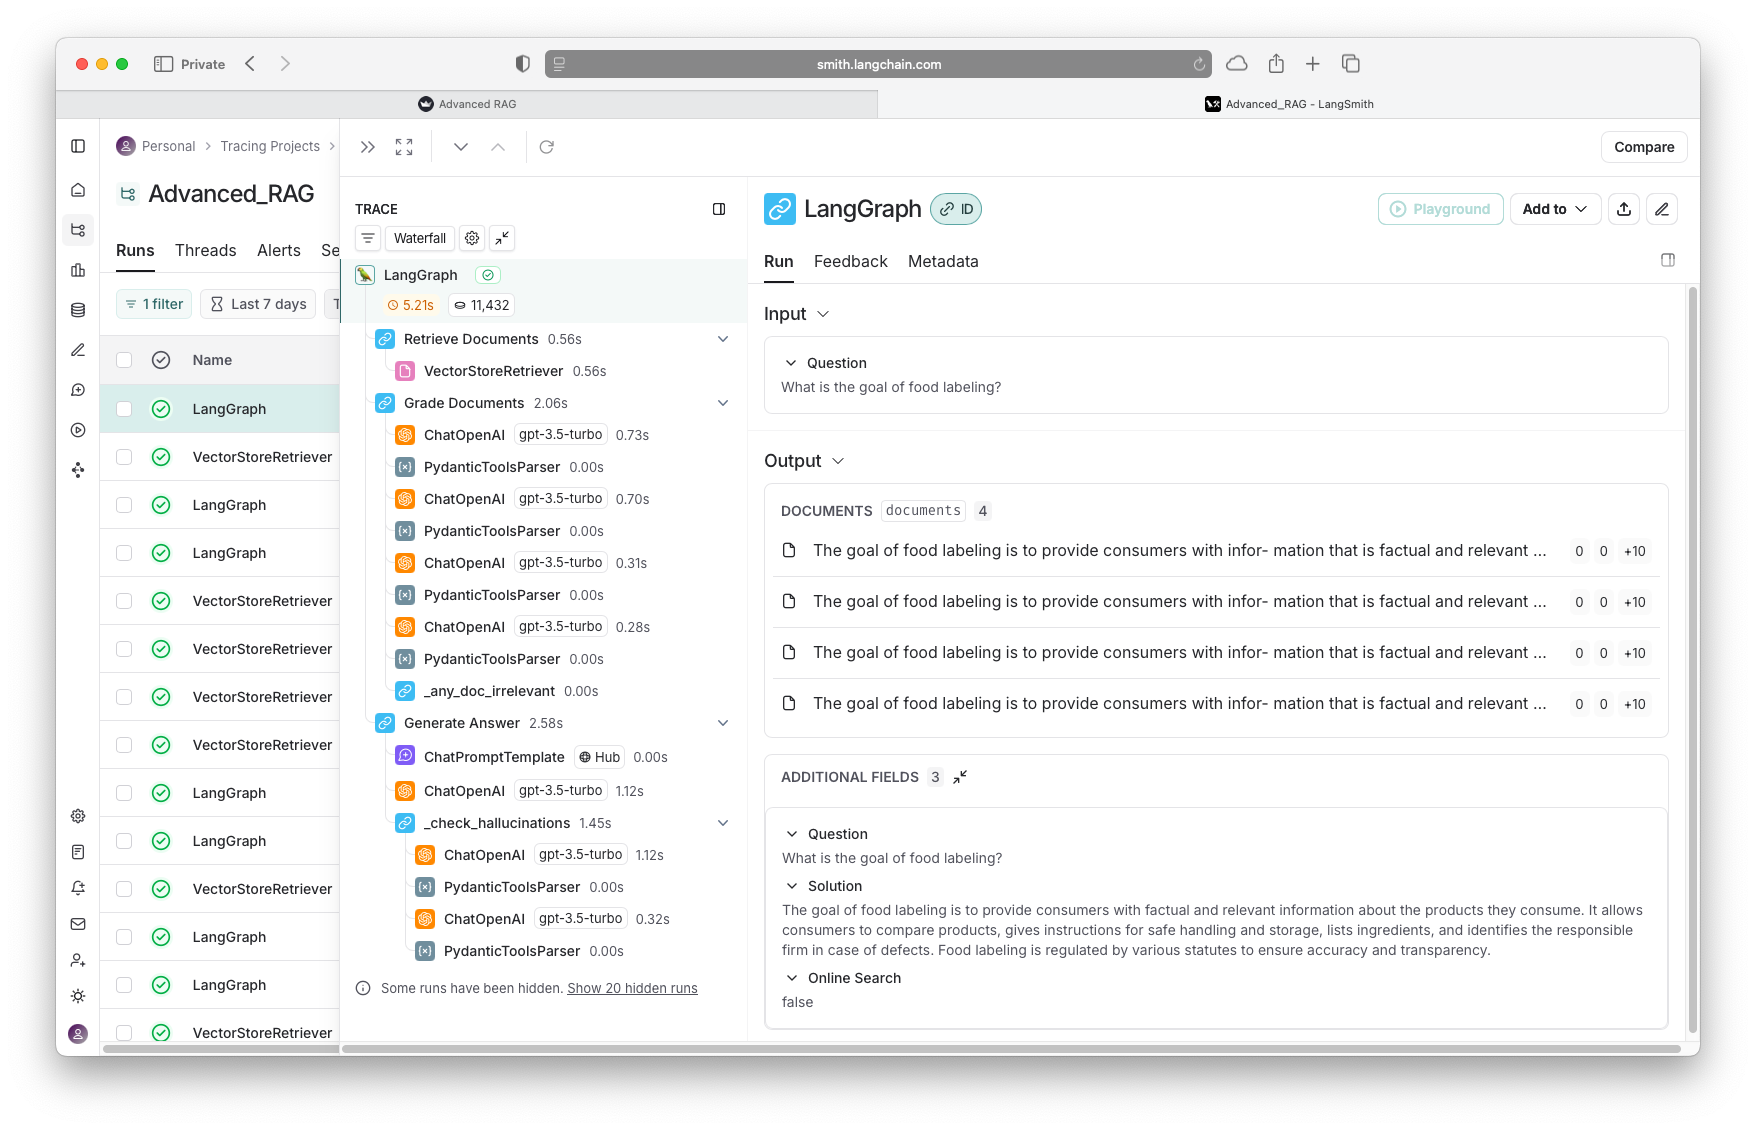 Private
smith.langchain.com
Advanced RAG
Advanced_RAG - LangSmith
Personal > Tracing Projects >
Compare
Advanced_RAG
Runs Threads Alerts Se
1 filter Last 7 days T
Name
LangGraph
VectorStoreRetriever
LangGraph
LangGraph
VectorStoreRetriever
VectorStoreRetriever
VectorStoreRetriever
VectorStoreRetriever
LangGraph
LangGraph
VectorStoreRetriever
LangGraph
LangGraph
VectorStoreRetriever
TRACE
Waterfall
LangGraph
5.21s 11,432
Retrieve Documents 0.56s
VectorStoreRetriever 0.56s
Grade Documents 2.06s
ChatOpenAI gpt-3.5-turbo 0.73s
PydanticToolsParser 0.00s
ChatOpenAI gpt-3.5-turbo 0.70s
PydanticToolsParser 0.00s
ChatOpenAI gpt-3.5-turbo 0.31s
PydanticToolsParser 0.00s
ChatOpenAI gpt-3.5-turbo 0.28s
PydanticToolsParser 0.00s
_any_doc_irrelevant 0.00s
Generate Answer 2.58s
ChatPromptTemplate Hub 0.00s
ChatOpenAI gpt-3.5-turbo 1.12s
_check_hallucinations 1.45s
ChatOpenAI gpt-3.5-turbo 1.12s
PydanticToolsParser 0.00s
ChatOpenAI gpt-3.5-turbo 0.32s
PydanticToolsParser 0.00s
Some runs have been hidden. Show 20 hidden runs
LangGraph ID
Playground Add to
Run Feedback Metadata
Input
Question
What is the goal of food labeling?
Output
DOCUMENTS documents 4
The goal of food labeling is to provide consumers with infor- mation that is factual and relevant ... 0 0 +10
The goal of food labeling is to provide consumers with infor- mation that is factual and relevant ... 0 0 +10
The goal of food labeling is to provide consumers with infor- mation that is factual and relevant ... 0 0 +10
The goal of food labeling is to provide consumers with infor- mation that is factual and relevant ... 0 0 +10
ADDITIONAL FIELDS 3
Question
What is the goal of food labeling?
Solution
The goal of food labeling is to provide consumers with factual and relevant information about the products they consume. It allows
consumers to compare products, gives instructions for safe handling and storage, lists ingredients, and identifies the responsible
firm in case of defects. Food labeling is regulated by various statutes to ensure accuracy and transparency.
Online Search
false